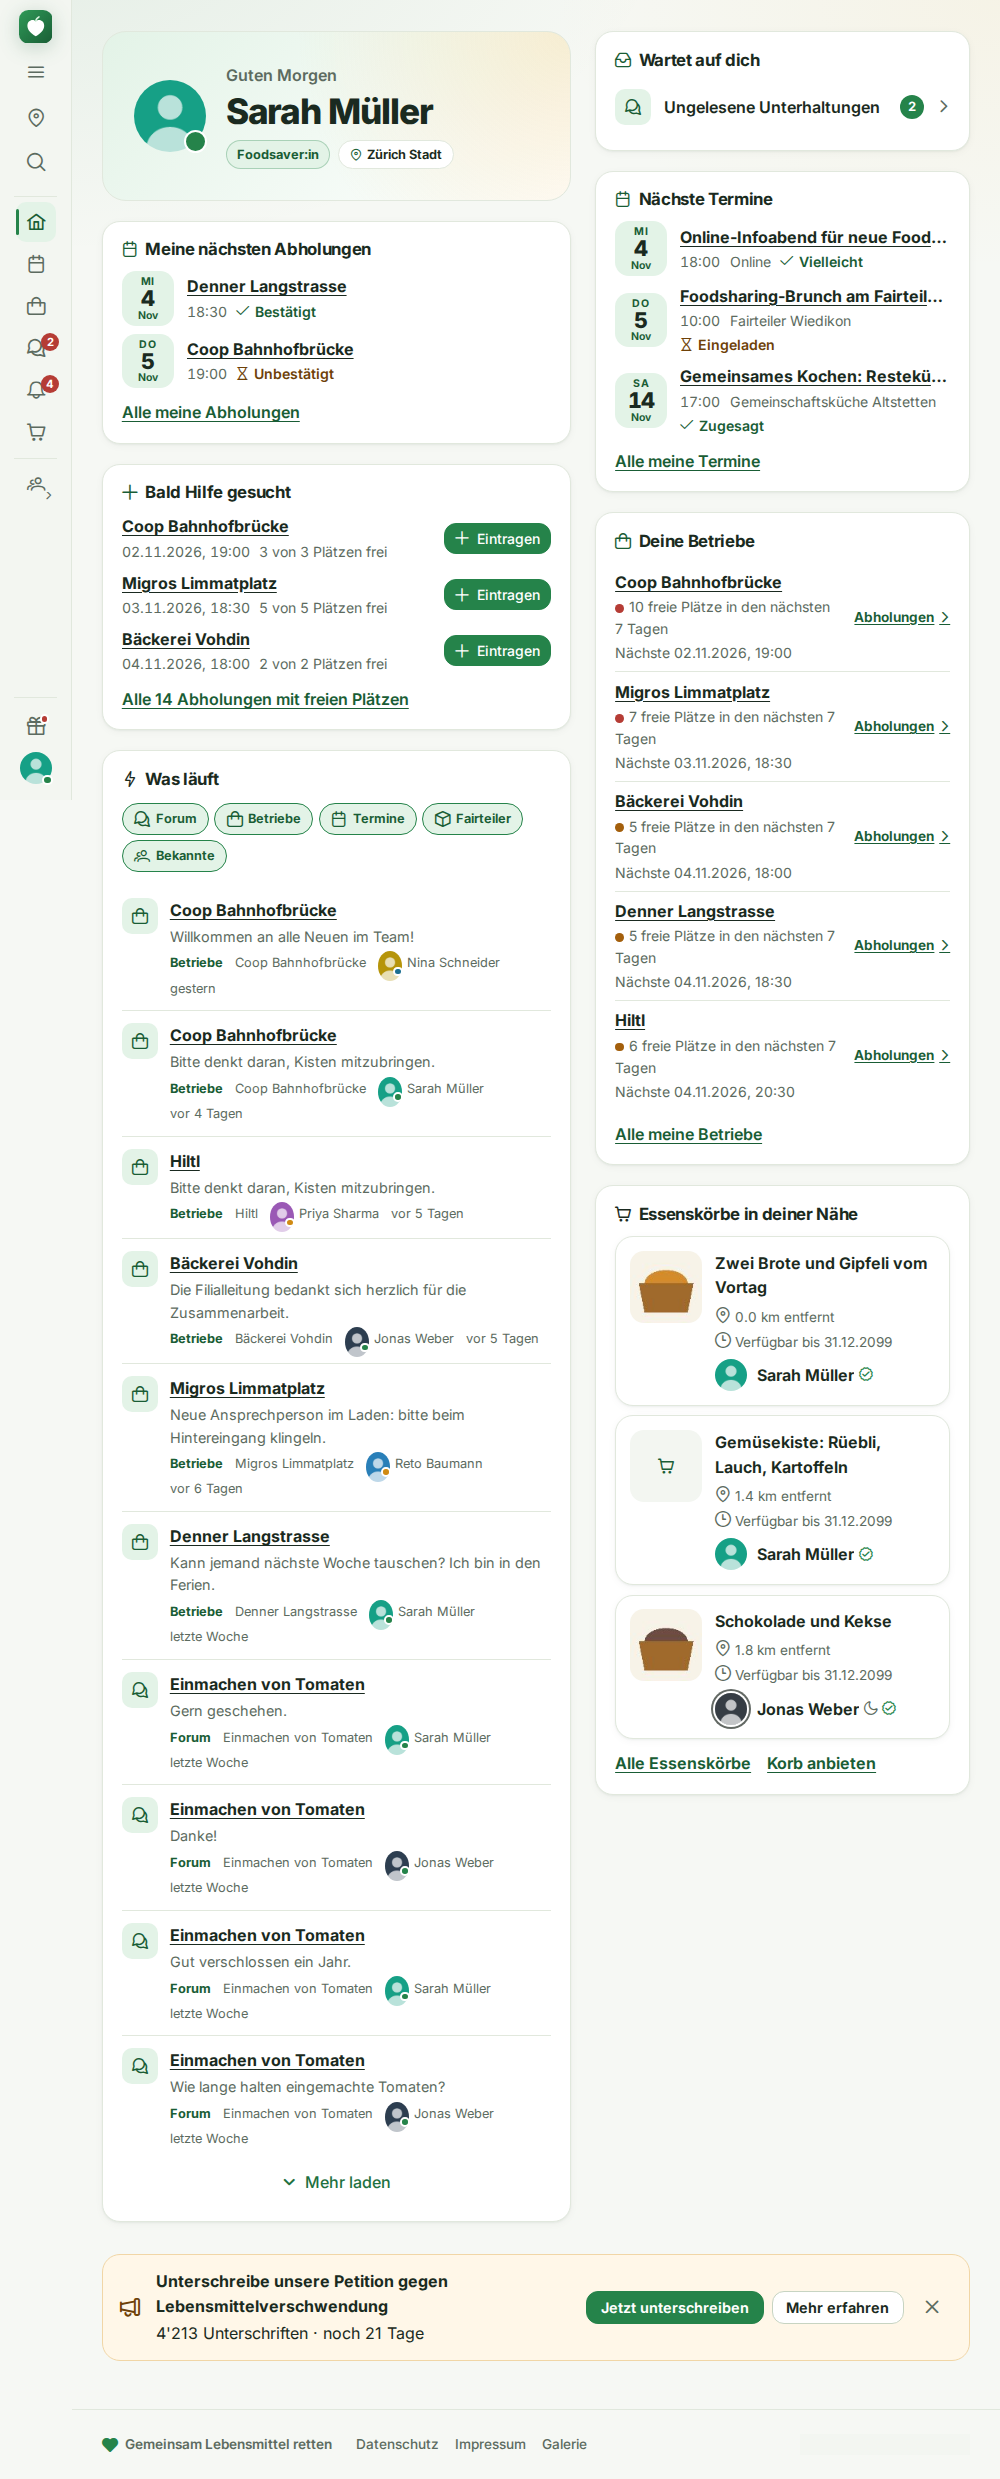 Guten Morgen
Sarah Müller
Foodsaver:in
Zürich Stadt
Meine nächsten Abholungen
MI
4
Nov
Denner Langstrasse
18:30 Bestätigt
DO
5
Nov
Coop Bahnhofbrücke
19:00 Unbestätigt
Alle meine Abholungen
Bald Hilfe gesucht
Coop Bahnhofbrücke
02.11.2026, 19:00 3 von 3 Plätzen frei
Eintragen
Migros Limmatplatz
03.11.2026, 18:30 5 von 5 Plätzen frei
Eintragen
Bäckerei Vohdin
04.11.2026, 18:00 2 von 2 Plätzen frei
Eintragen
Alle 14 Abholungen mit freien Plätzen
Was läuft
Forum Betriebe Termine Fairteiler
Bekannte
Coop Bahnhofbrücke
Willkommen an alle Neuen im Team!
Betriebe Coop Bahnhofbrücke Nina Schneider
gestern
Coop Bahnhofbrücke
Bitte denkt daran, Kisten mitzubringen.
Betriebe Coop Bahnhofbrücke Sarah Müller
vor 4 Tagen
Hiltl
Bitte denkt daran, Kisten mitzubringen.
Betriebe Hiltl Priya Sharma vor 5 Tagen
Bäckerei Vohdin
Die Filialleitung bedankt sich herzlich für die
Zusammenarbeit.
Betriebe Bäckerei Vohdin Jonas Weber vor 5 Tagen
Migros Limmatplatz
Neue Ansprechperson im Laden: bitte beim
Hintereingang klingeln.
Betriebe Migros Limmatplatz Reto Baumann
vor 6 Tagen
Denner Langstrasse
Kann jemand nächste Woche tauschen? Ich bin in den
Ferien.
Betriebe Denner Langstrasse Sarah Müller
letzte Woche
Einmachen von Tomaten
Gern geschehen.
Forum Einmachen von Tomaten Sarah Müller
letzte Woche
Einmachen von Tomaten
Danke!
Forum Einmachen von Tomaten Jonas Weber
letzte Woche
Einmachen von Tomaten
Gut verschlossen ein Jahr.
Forum Einmachen von Tomaten Sarah Müller
letzte Woche
Einmachen von Tomaten
Wie lange halten eingemachte Tomaten?
Forum Einmachen von Tomaten Jonas Weber
letzte Woche
Mehr laden
Wartet auf dich
Ungelesene Unterhaltungen 2
Nächste Termine
MI
4
Nov
Online-Infoabend für neue Food...
18:00 Online Vielleicht
DO
5
Nov
Foodsharing-Brunch am Fairteil...
10:00 Fairteiler Wiedikon
Eingeladen
SA
14
Nov
Gemeinsames Kochen: Restekü...
17:00 Gemeinschaftsküche Altstetten
Zugesagt
Alle meine Termine
Deine Betriebe
Coop Bahnhofbrücke
10 freie Plätze in den nächsten
7 Tagen
Nächste 02.11.2026, 19:00
Abholungen
Migros Limmatplatz
7 freie Plätze in den nächsten 7
Tagen
Nächste 03.11.2026, 18:30
Abholungen
Bäckerei Vohdin
5 freie Plätze in den nächsten 7
Tagen
Nächste 04.11.2026, 18:00
Abholungen
Denner Langstrasse
5 freie Plätze in den nächsten 7
Tagen
Nächste 04.11.2026, 18:30
Abholungen
Hiltl
6 freie Plätze in den nächsten 7
Tagen
Nächste 04.11.2026, 20:30
Abholungen
Alle meine Betriebe
Essenskörbe in deiner Nähe
Zwei Brote und Gipfeli vom
Vortag
0.0 km entfernt
Verfügbar bis 31.12.2099
Sarah Müller
Gemüsekiste: Rüebli,
Lauch, Kartoffeln
1.4 km entfernt
Verfügbar bis 31.12.2099
Sarah Müller
Schokolade und Kekse
1.8 km entfernt
Verfügbar bis 31.12.2099
Jonas Weber
Alle Essenskörbe Korb anbieten
2
4
Unterschreibe unsere Petition gegen
Lebensmittelverschwendung
4'213 Unterschriften · noch 21 Tage
Jetzt unterschreiben
Mehr erfahren
Gemeinsam Lebensmittel retten Datenschutz Impressum Galerie